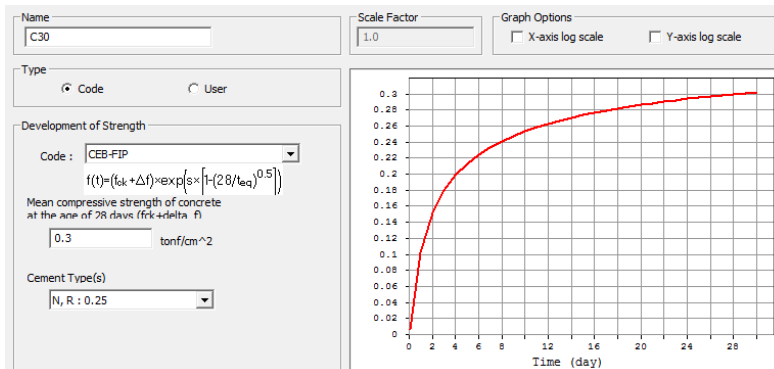 Name
C30
Scale Factor
1.0
Graph Options
X-axis log scale
Y-axis log scale
Type
Code
User
Development of Strength
Code :
CEB-FIP
f(t)=(fck+Δf)×exp(s×[1-(28/teq)^0.5])
Mean compressive strength of concrete
at the age of 28 days (fck+delta_f)
0.3
tonf/cm^2
Cement Type(s)
N, R : 0.25
0.3
0.28
0.26
0.24
0.22
0.2
0.18
0.16
0.14
0.12
0.1
0.08
0.06
0.04
0.02
0
0 2 4 6 8 12 16 20 24 28
Time (day)